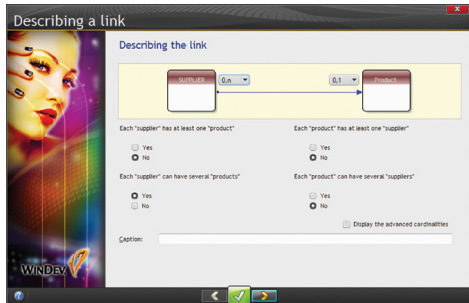 Describing a link
Describing the link
SUPPLIER 0,n 0,1 Product
Each "supplier" has at least one "product" Each "product" has at least one "supplier"
Yes Yes
No No
Each "supplier" can have several "products" Each "product" can have several "suppliers"
Yes Yes
No No
Display the advanced cardinalities
Caption:
WINDEV